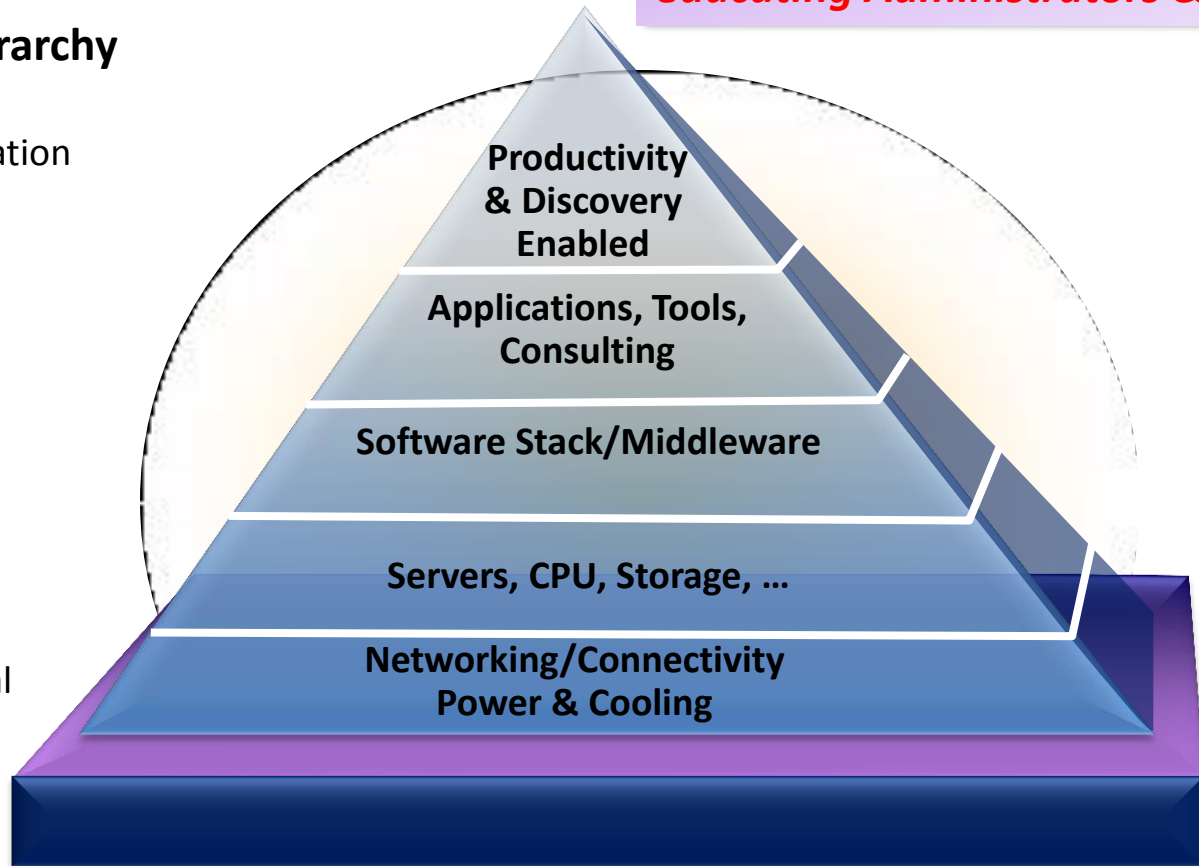 rarchy
ation
Productivity
& Discovery
Enabled
Applications, Tools,
Consulting
Software Stack/Middleware
Servers, CPU, Storage, …
Networking/Connectivity
Power & Cooling
al